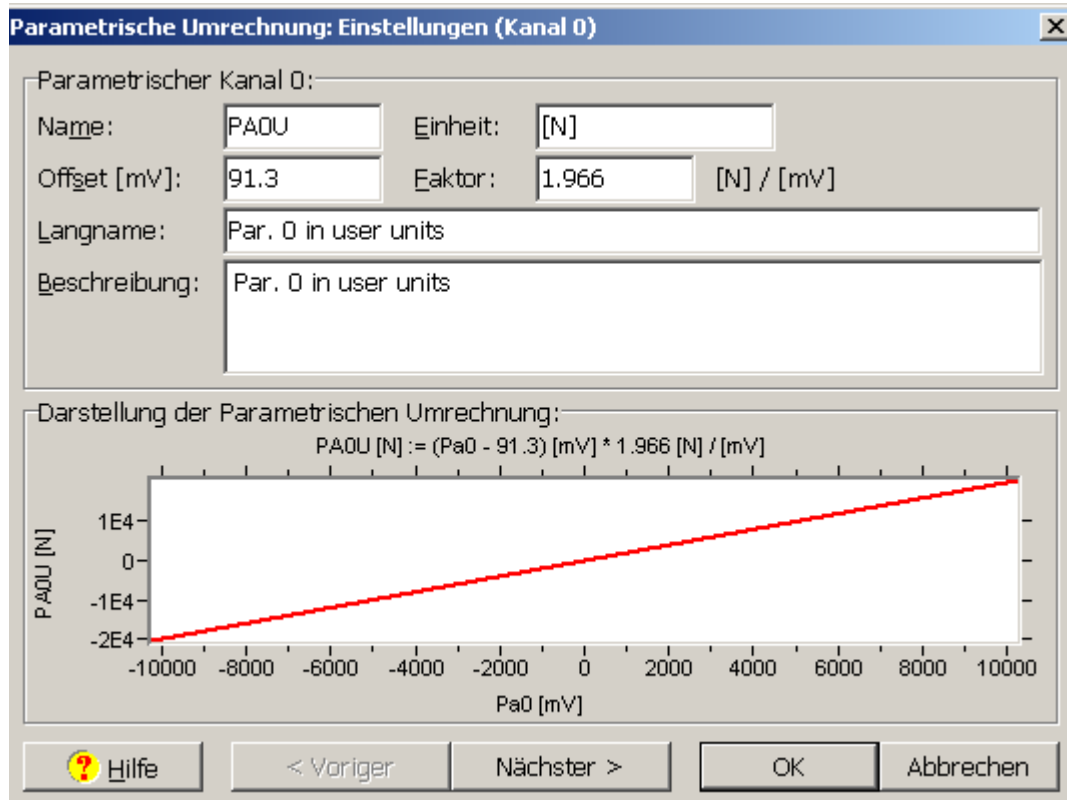 Parametrische Umrechnung: Einstellungen (Kanal 0)
Parametrischer Kanal 0:
Name: PA0U Einheit: [N]
Offset [mV]: 91.3 Faktor: 1.966 [N] / [mV]
Langname: Par. 0 in user units
Beschreibung: Par. 0 in user units
Darstellung der Parametrischen Umrechnung:
PA0U [N] := (Pa0 - 91.3) [mV] * 1.966 [N] / [mV]
PA0U [N]
1E4
0
-1E4
-2E4
-10000 -8000 -6000 -4000 -2000 0 2000 4000 6000 8000 10000
Pa0 [mV]
? Hilfe < Voriger Nächster > OK Abbrechen